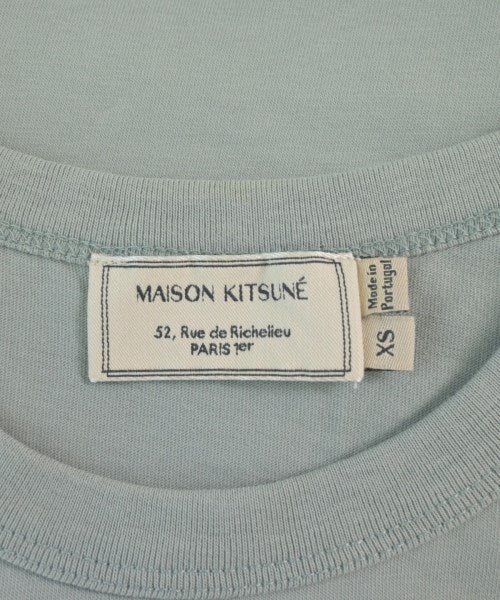 MAISON KITSUNÉ
52, Rue de Richelieu
PARIS 1er
Made in
Portugal
XS